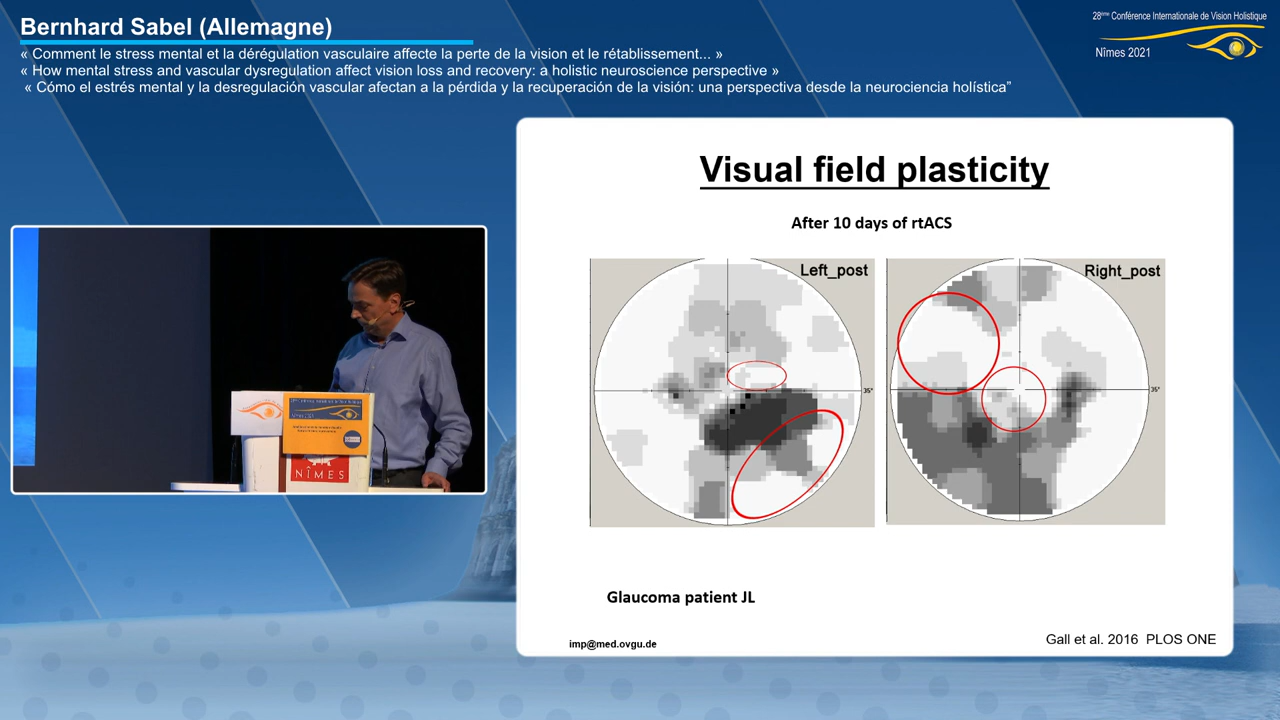 Bernhard Sabel (Allemagne)
« Comment le stress mental et la dérégulation vasculaire affecte la perte de la vision et le rétablissement... »
« How mental stress and vascular dysregulation affect vision loss and recovery: a holistic neuroscience perspective »
« Cómo el estrés mental y la desregulación vascular afectan a la pérdida y la recuperación de la visión: una perspectiva desde la neurociencia holística”
28ème Conférence Internationale de Vision Holistique
Nîmes 2021
Visual field plasticity
After 10 days of rtACS
Left_post
35°
Right_post
35°
Glaucoma patient JL
imp@med.ovgu.de
Gall et al. 2016 PLOS ONE
NÎMES